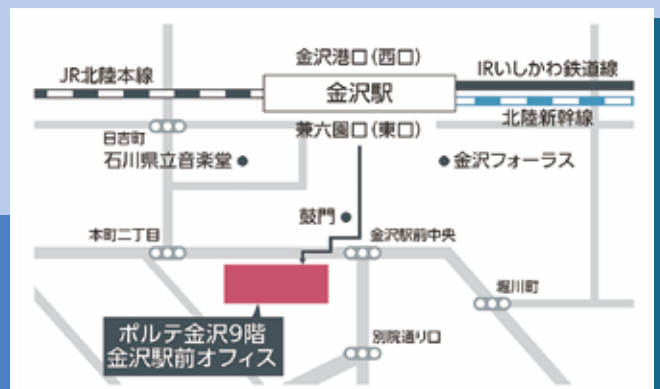 金沢港口(西口)
JR北陸本線
IRいしかわ鉄道線
金沢駅
北陸新幹線
兼六園口(東口)
日吉町
石川県立音楽堂
金沢フォーラス
鼓門
本町二丁目
金沢駅前中央
堀川町
ポルテ金沢9階
金沢駅前オフィス
別院通り口